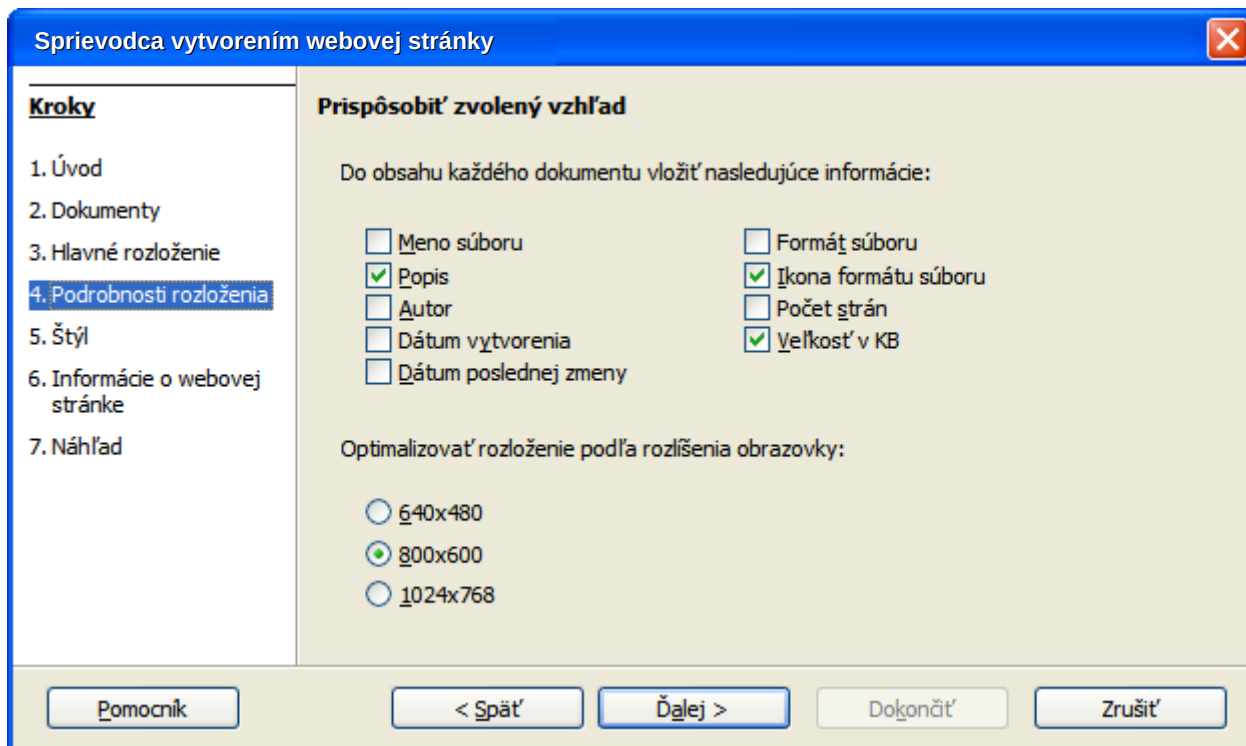 Sprievodca vytvorením webovej stránky
Kroky
1. Úvod
2. Dokumenty
3. Hlavné rozloženie
4. Podrobnosti rozloženia
5. Štýl
6. Informácie o webovej
stránke
7. Náhľad
Prispôsobiť zvolený vzhľad
Do obsahu každého dokumentu vložiť nasledujúce informácie:
Meno súboru
Popis
Autor
Dátum vytvorenia
Dátum poslednej zmeny
Formát súboru
Ikona formátu súboru
Počet strán
Veľkosť v KB
Optimalizovať rozloženie podľa rozlíšenia obrazovky:
640x480
800x600
1024x768
Pomocník
< Späť
Ďalej >
Dokončiť
Zrušiť